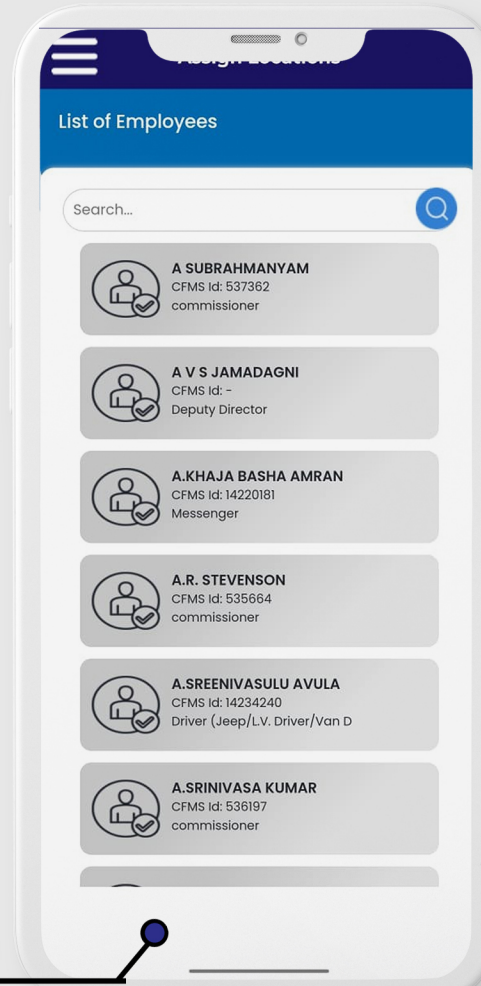 Assign Locations
List of Employees
Search...
A SUBRAHMANYAM
CFMS Id: 537362
commissioner
A V S JAMADAGNI
CFMS Id: -
Deputy Director
A.KHAJA BASHA AMRAN
CFMS Id: 14220181
Messenger
A.R. STEVENSON
CFMS Id: 535664
commissioner
A.SREENIVASULU AVULA
CFMS Id: 14234240
Driver (Jeep/L.V. Driver/Van D
A.SRINIVASA KUMAR
CFMS Id: 536197
commissioner